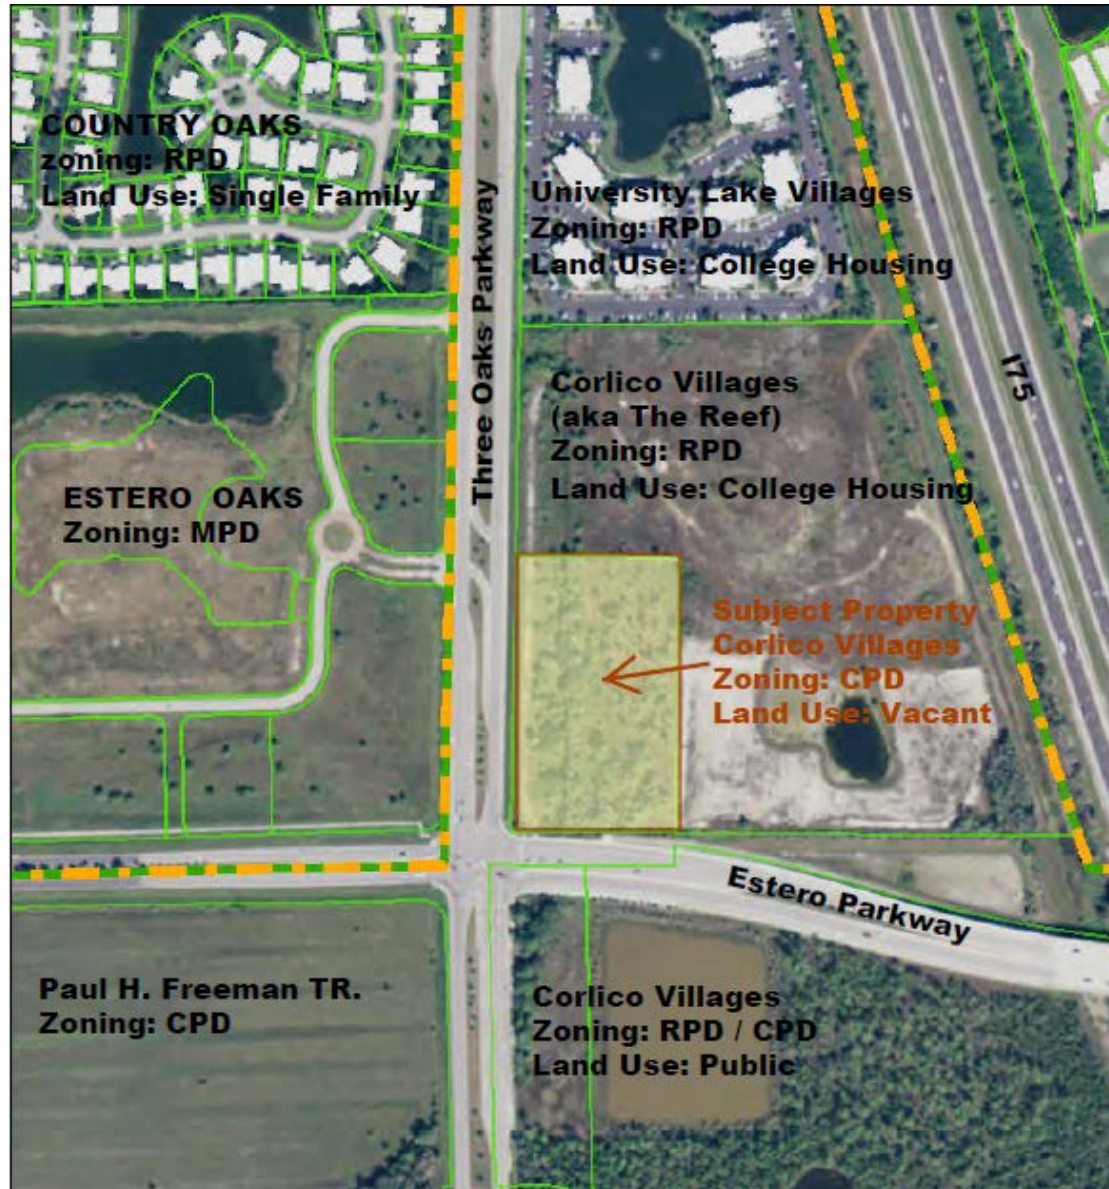 COUNTRY OAKS
zoning: RPD
Land Use: Single Family
University Lake Villages
Zoning: RPD
Land Use: College Housing
Three Oaks Parkway
I75
Corlico Villages
(aka The Reef)
Zoning: RPD
Land Use: College Housing
ESTERO OAKS
Zoning: MPD
Subject Property
Corlico Villages
Zoning: CPD
Land Use: Vacant
Estero Parkway
Paul H. Freeman TR.
Zoning: CPD
Corlico Villages
Zoning: RPD / CPD
Land Use: Public